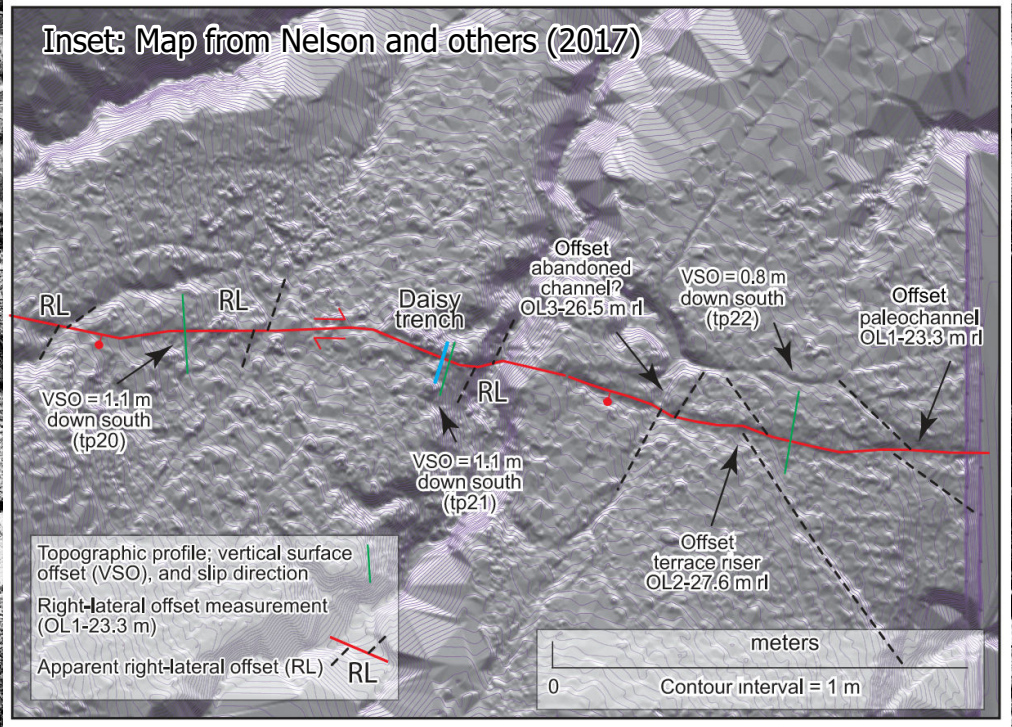 Inset: Map from Nelson and others (2017)
Offset
abandoned
channel?
OL3-26.5 m rl
VSO = 0.8 m
down south
(tp22)
Offset
paleochannel
OL1-23.3 m rl
RL
RL
Daisy
trench
RL
VSO = 1.1 m
down south
(tp20)
VSO = 1.1 m
down south
(tp21)
Offset
terrace riser
OL2-27.6 m rl
Topographic profile; vertical surface
offset (VSO), and slip direction
Right-lateral offset measurement
(OL1-23.3 m)
Apparent right-lateral offset (RL)
RL
meters
0
Contour interval = 1 m